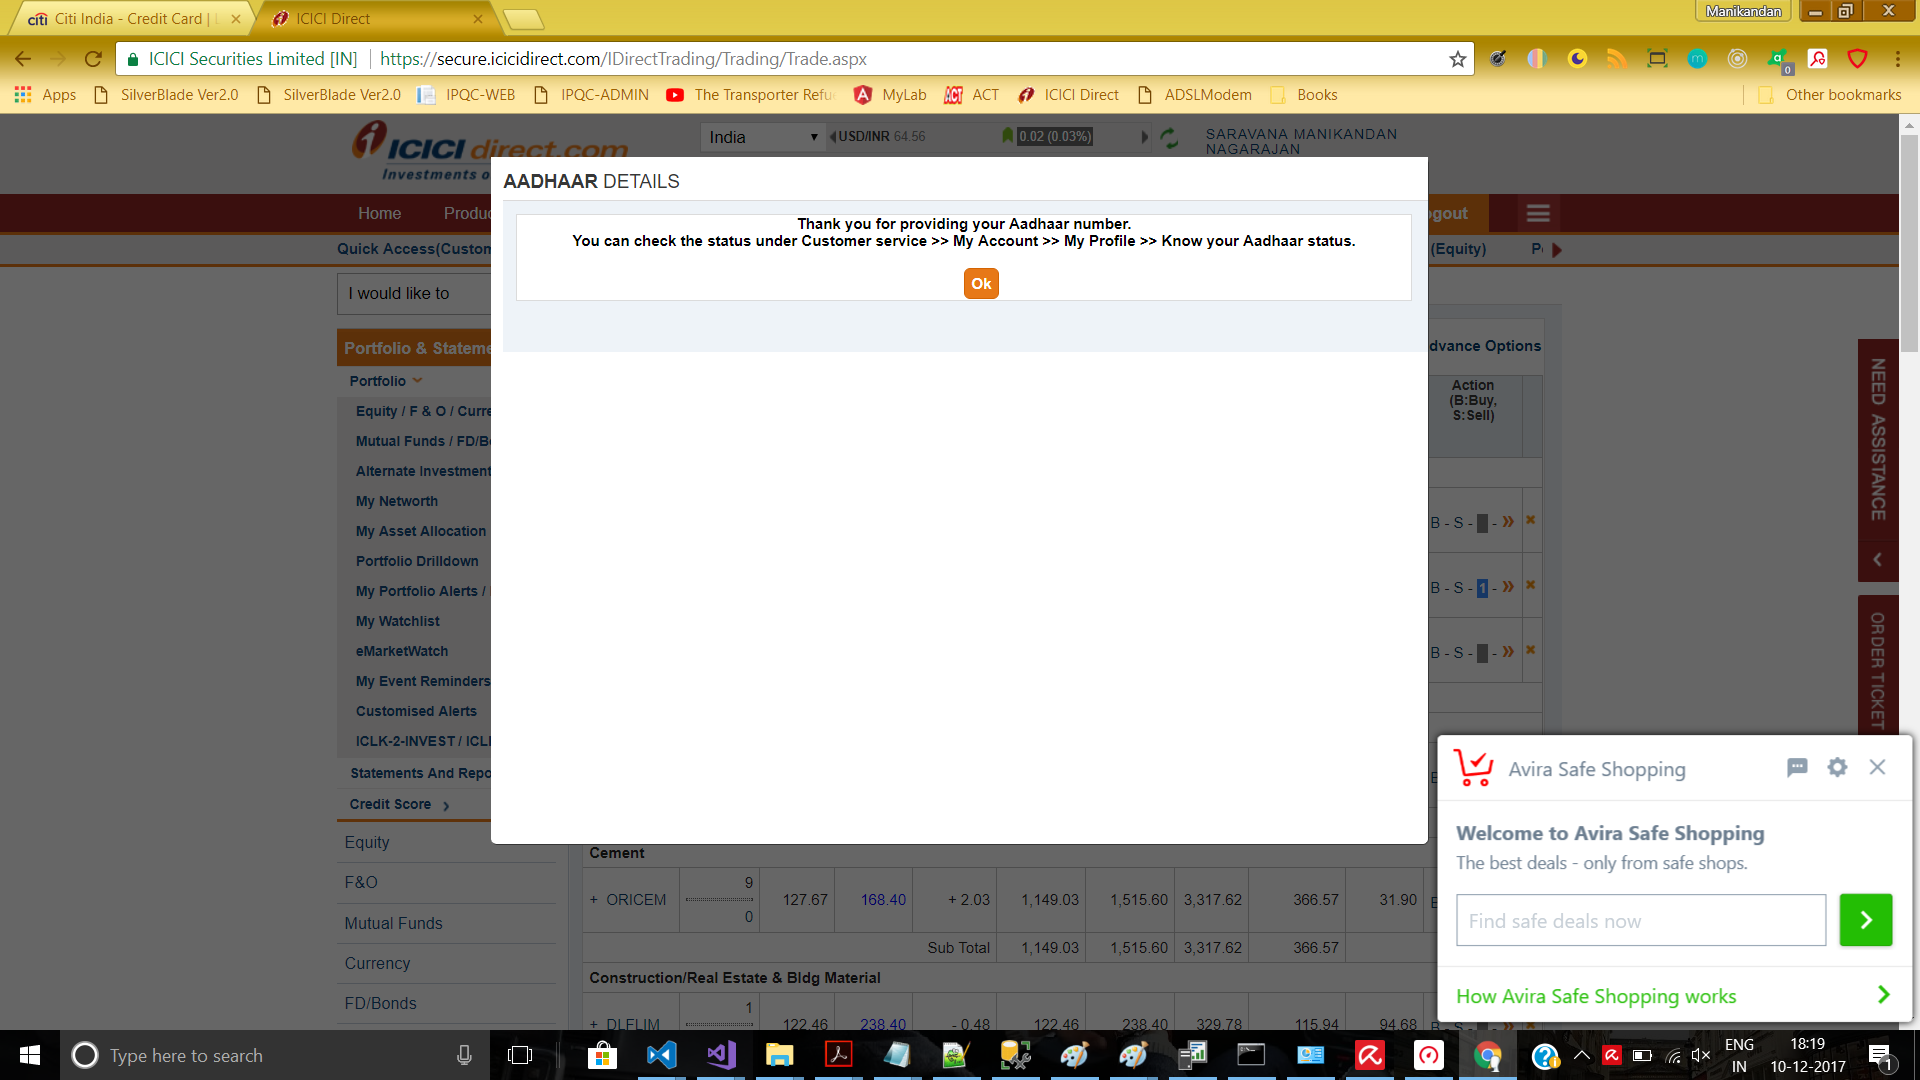 citi Citi India - Credit Card |
ICICI Direct
Manikandan
ICICI Securities Limited [IN]
https://secure.icicidirect.com/IDirectTrading/Trading/Trade.aspx
Apps
SilverBlade Ver2.0
SilverBlade Ver2.0
IPQC-WEB
IPQC-ADMIN
The Transporter Refu
MyLab
ACT
ICICI Direct
ADSLModem
Books
Other bookmarks
ICICI direct.com
Investments o
India
USD/INR 64.56
0.02 (0.03%)
SARAVANA MANIKANDAN
NAGARAJAN
Home
Produc
gout
Quick Access(Custom
(Equity)
P
I would like to
AADHAAR DETAILS
Thank you for providing your Aadhaar number.
You can check the status under Customer service >> My Account >> My Profile >> Know your Aadhaar status.
Ok
Portfolio & Stateme
Portfolio
Equity / F & O / Curre
Mutual Funds / FD/B
Alternate Investment
My Networth
My Asset Allocation
Portfolio Drilldown
My Portfolio Alerts /
My Watchlist
eMarketWatch
My Event Reminders
Customised Alerts
ICLK-2-INVEST / ICLI
Statements And Repo
Credit Score
Equity
F&O
Mutual Funds
Currency
FD/Bonds
dvance Options
Action
(B:Buy,
S:Sell)
B - S - -
B - S - 1 -
B - S - -
NEED ASSISTANCE
ORDER TICKET
Cement
+ ORICEM 9 0 127.67 168.40 + 2.03 1,149.03 1,515.60 3,317.62 366.57 31.90
Sub Total 1,149.03 1,515.60 3,317.62 366.57
Construction/Real Estate & Bldg Material
+ DLFLIM 1 122.46 238.40 - 0.48 122.46 238.40 329.78 115.94 94.68 B - S -
Avira Safe Shopping
Welcome to Avira Safe Shopping
The best deals - only from safe shops.
Find safe deals now
How Avira Safe Shopping works
Type here to search
ENG
IN
18:19
10-12-2017
1